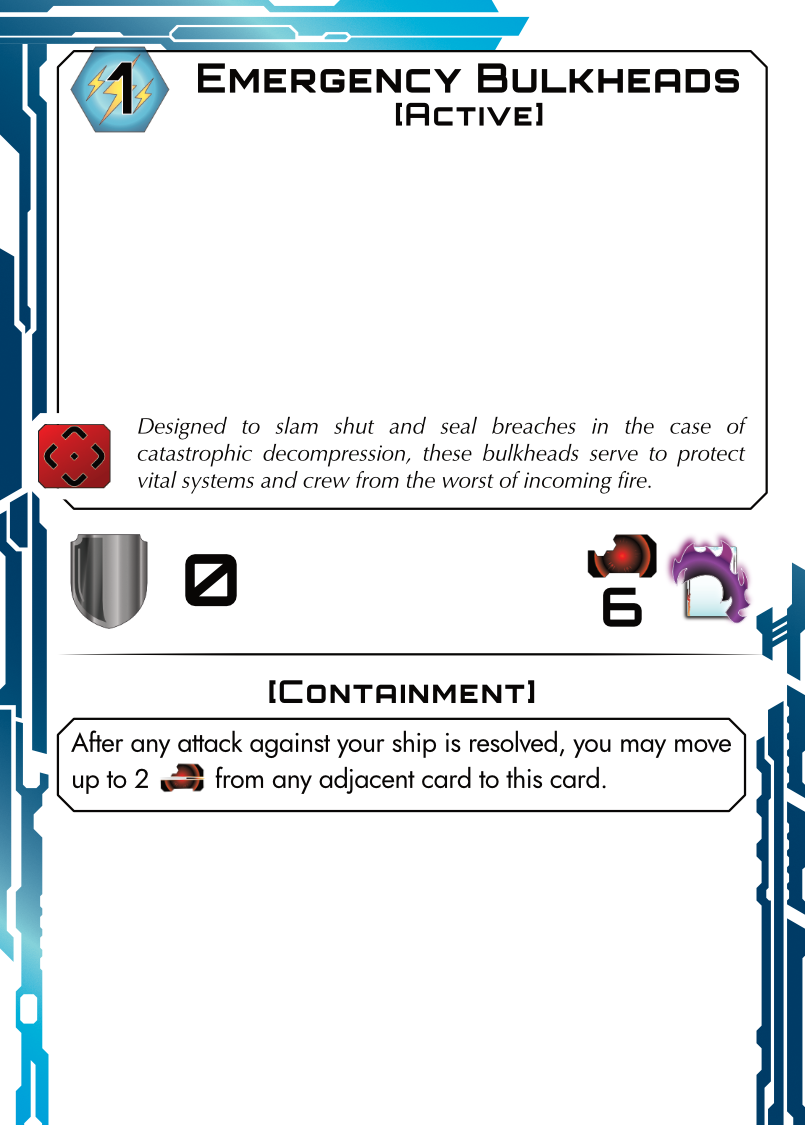 1
EMERGENCY BULKHEADS
[ACTIVE]
Designed to slam shut and seal breaches in the case of
catastrophic decompression, these bulkheads serve to protect
vital systems and crew from the worst of incoming fire.
0
6
[CONTAINMENT]
After any attack against your ship is resolved, you may move
up to 2 from any adjacent card to this card.